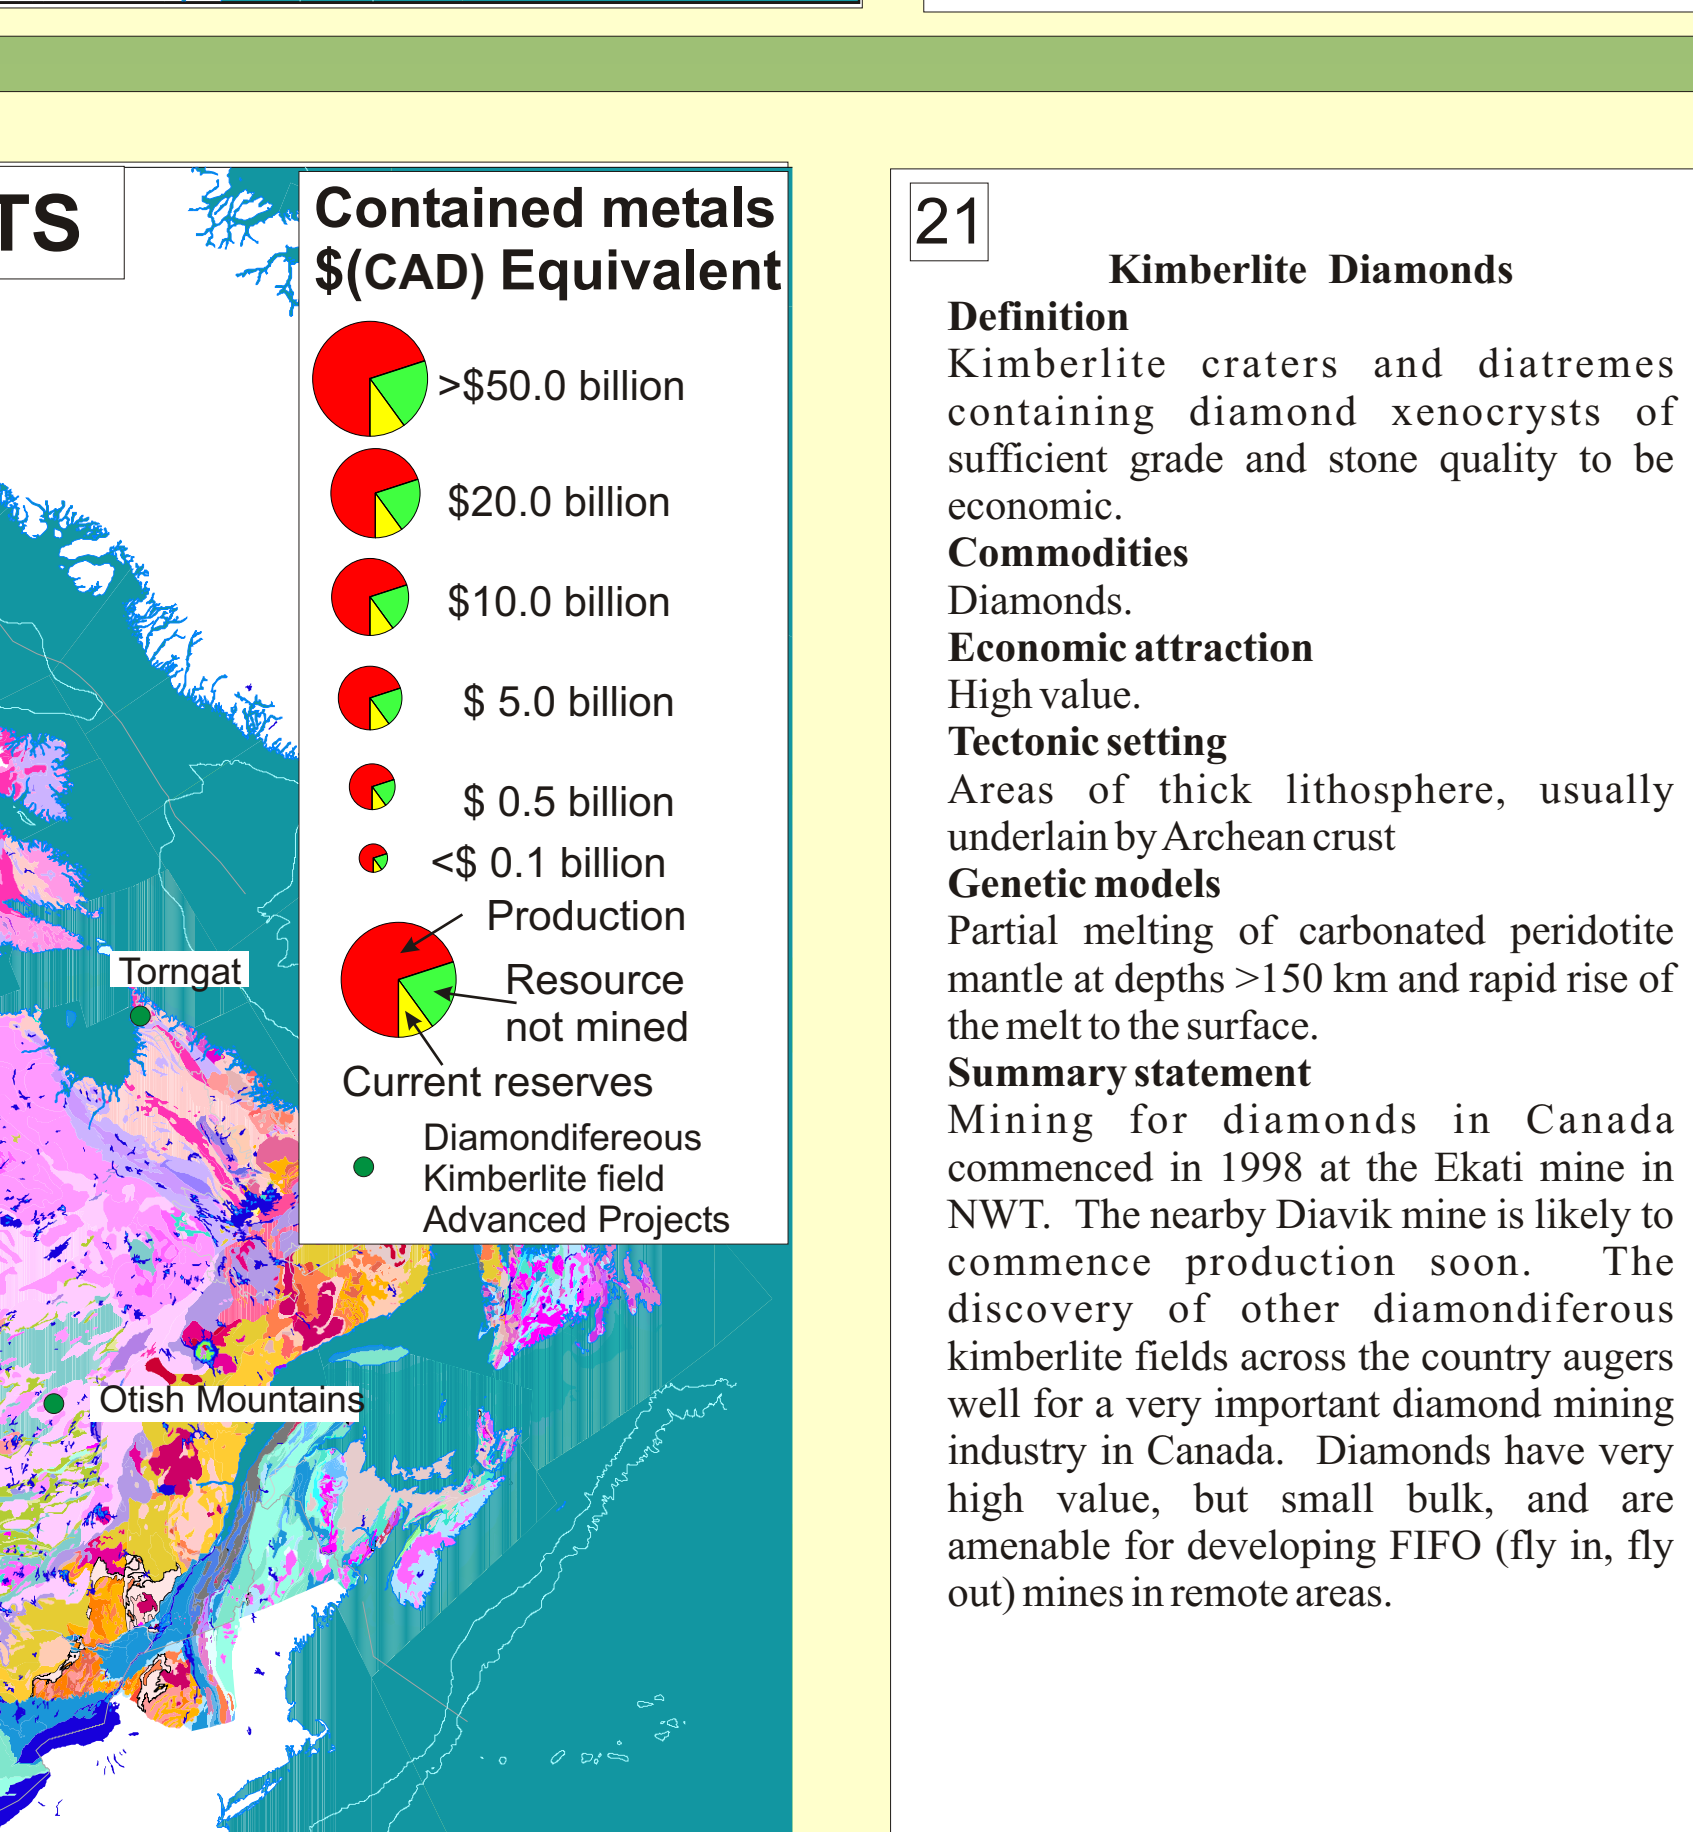 TS
Contained metals
$(CAD) Equivalent
>$50.0 billion
$20.0 billion
$10.0 billion
$ 5.0 billion
$ 0.5 billion
<$ 0.1 billion
Production
Resource
not mined
Current reserves
Diamondifereous
Kimberlite field
Advanced Projects
Torngat
Otish Mountains
21
Kimberlite Diamonds
Definition
Kimberlite craters and diatremes
containing diamond xenocrysts of
sufficient grade and stone quality to be
economic.
Commodities
Diamonds.
Economic attraction
High value.
Tectonic setting
Areas of thick lithosphere, usually
underlain by Archean crust
Genetic models
Partial melting of carbonated peridotite
mantle at depths >150 km and rapid rise of
the melt to the surface.
Summary statement
Mining for diamonds in Canada
commenced in 1998 at the Ekati mine in
NWT. The nearby Diavik mine is likely to
commence production soon. The
discovery of other diamondiferous
kimberlite fields across the country augers
well for a very important diamond mining
industry in Canada. Diamonds have very
high value, but small bulk, and are
amenable for developing FIFO (fly in, fly
out) mines in remote areas.